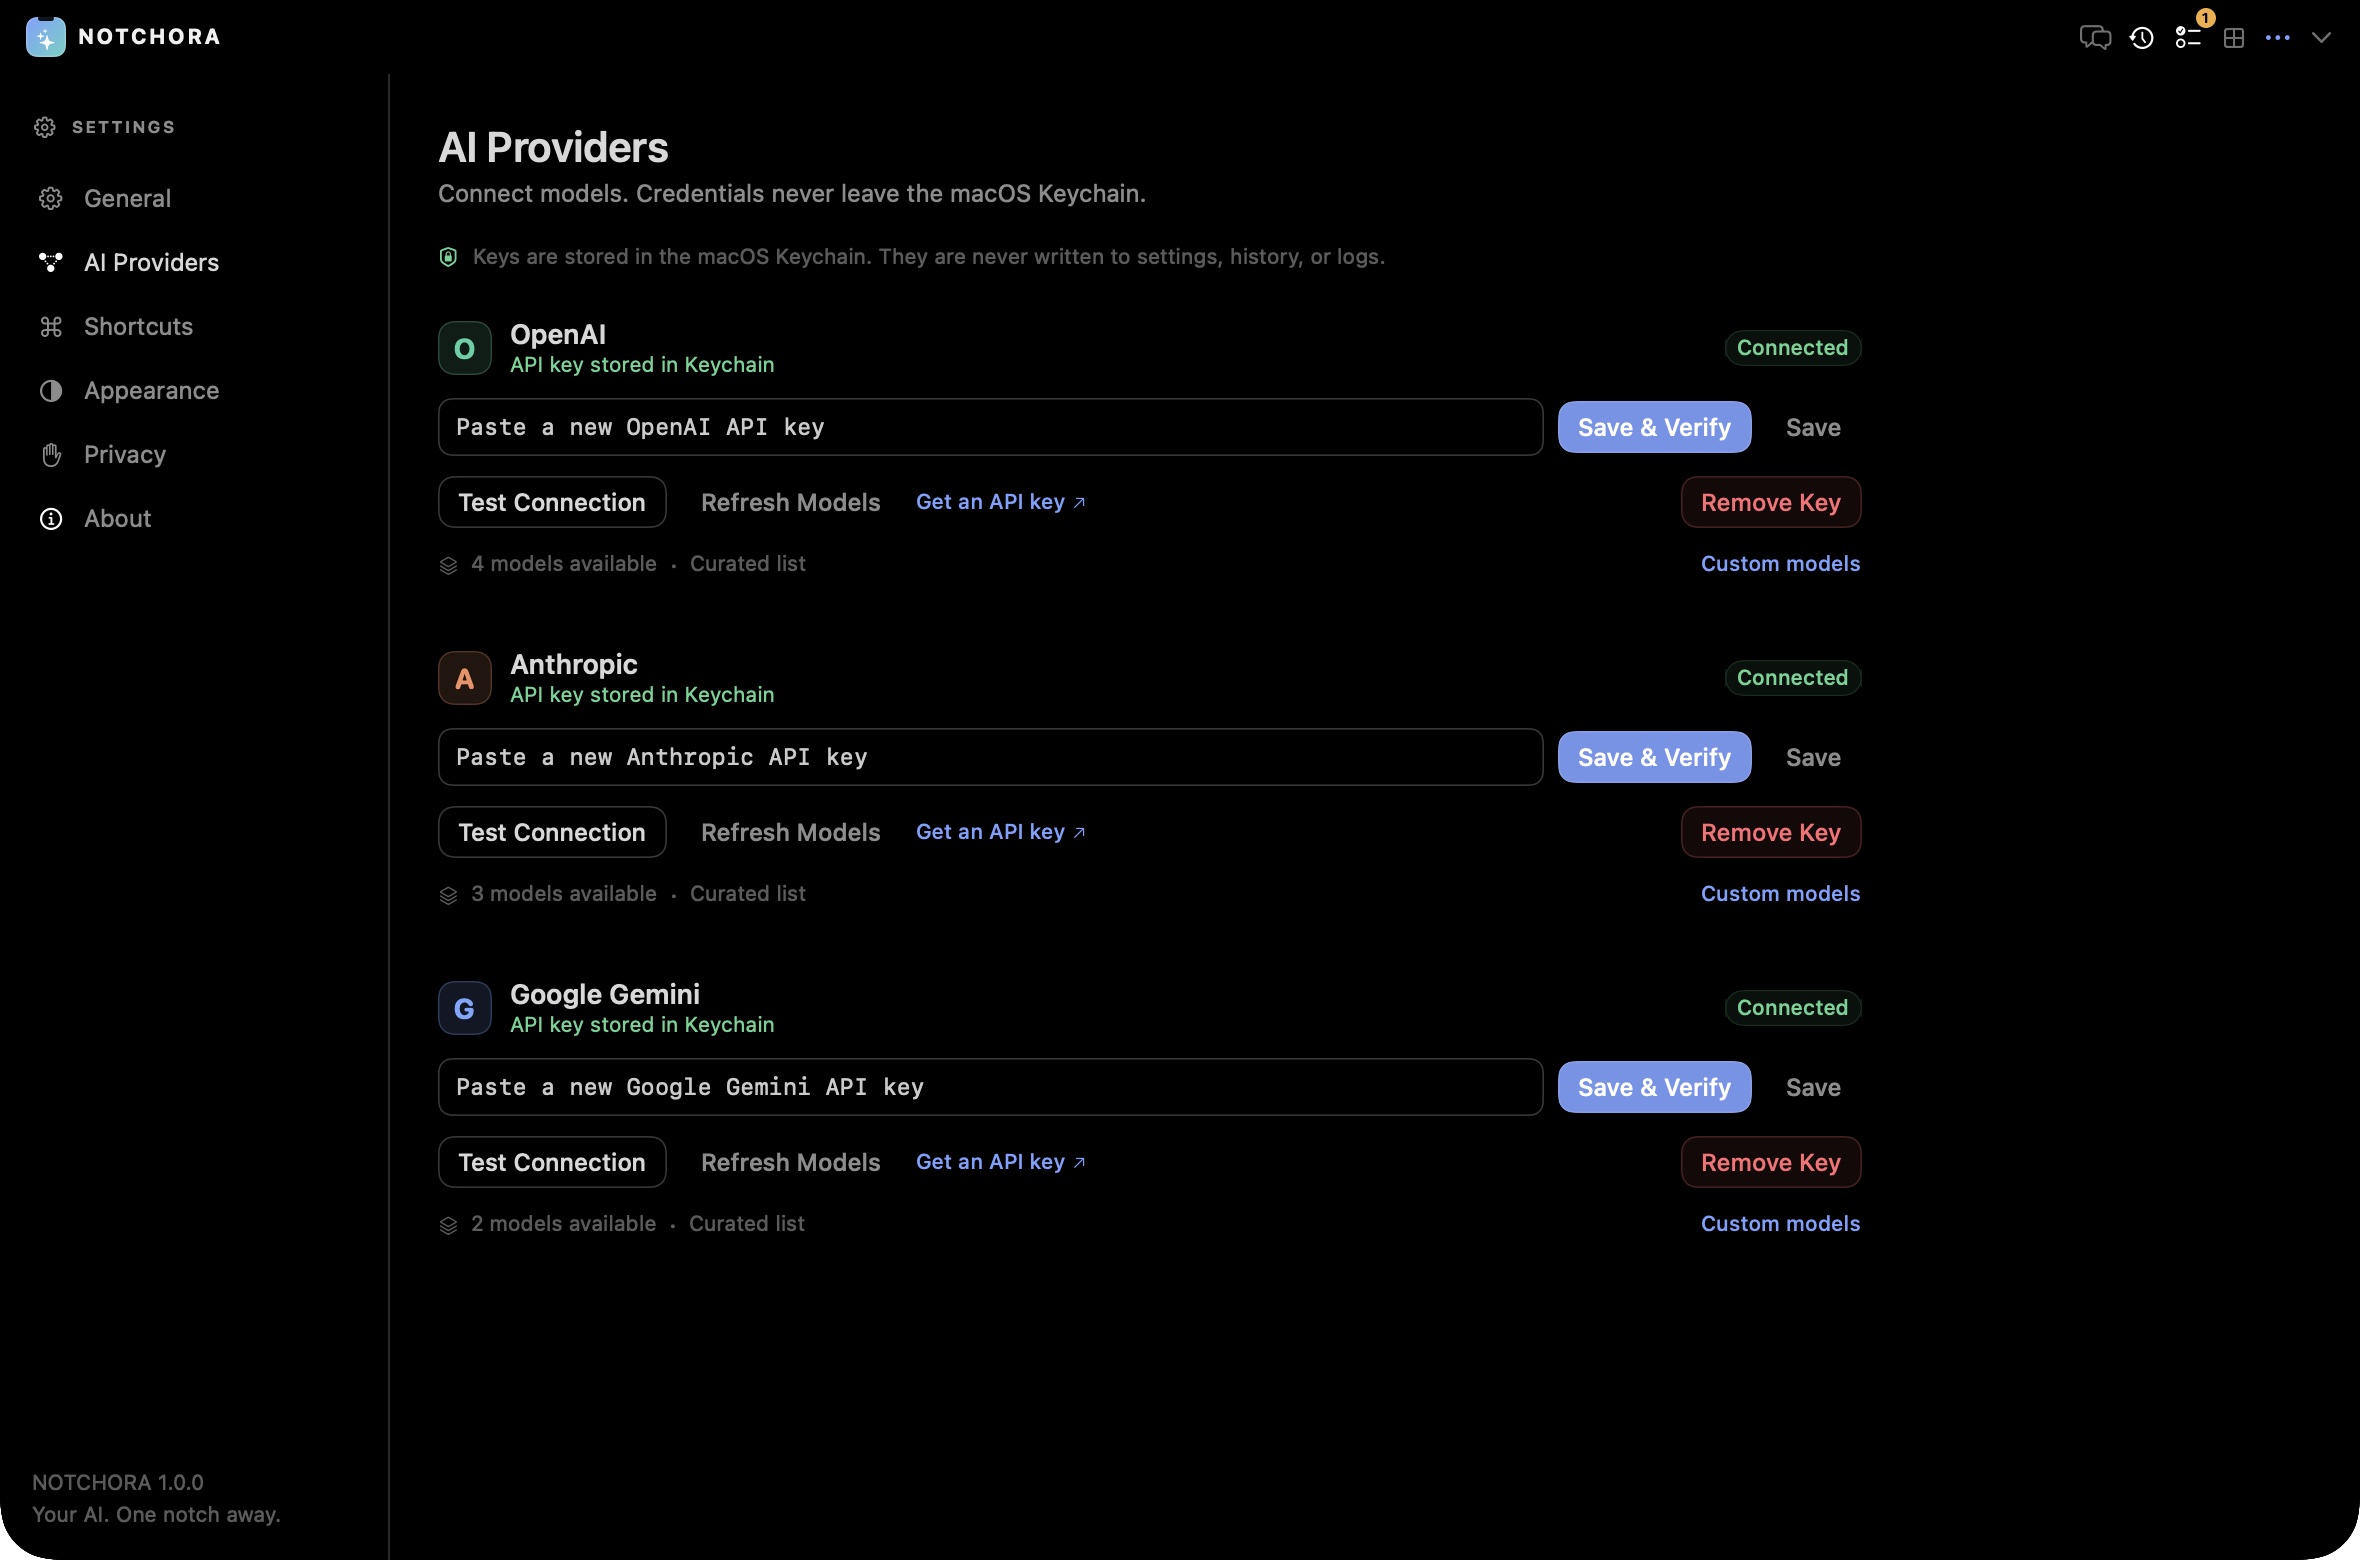 NOTCHORA
1
SETTINGS
General
AI Providers
Shortcuts
Appearance
Privacy
About
NOTCHORA 1.0.0
Your AI. One notch away.
AI Providers
Connect models. Credentials never leave the macOS Keychain.
Keys are stored in the macOS Keychain. They are never written to settings, history, or logs.
O
OpenAI
API key stored in Keychain
Connected
Paste a new OpenAI API key
Save & Verify
Save
Test Connection
Refresh Models
Get an API key ↗
Remove Key
4 models available • Curated list
Custom models
A
Anthropic
API key stored in Keychain
Connected
Paste a new Anthropic API key
Save & Verify
Save
Test Connection
Refresh Models
Get an API key ↗
Remove Key
3 models available • Curated list
Custom models
G
Google Gemini
API key stored in Keychain
Connected
Paste a new Google Gemini API key
Save & Verify
Save
Test Connection
Refresh Models
Get an API key ↗
Remove Key
2 models available • Curated list
Custom models